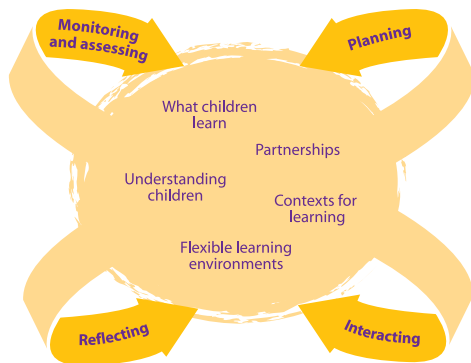 Monitoring
and assessing
Planning
What children
learn
Partnerships
Understanding
children
Contexts for
learning
Flexible learning
environments
Reflecting
Interacting